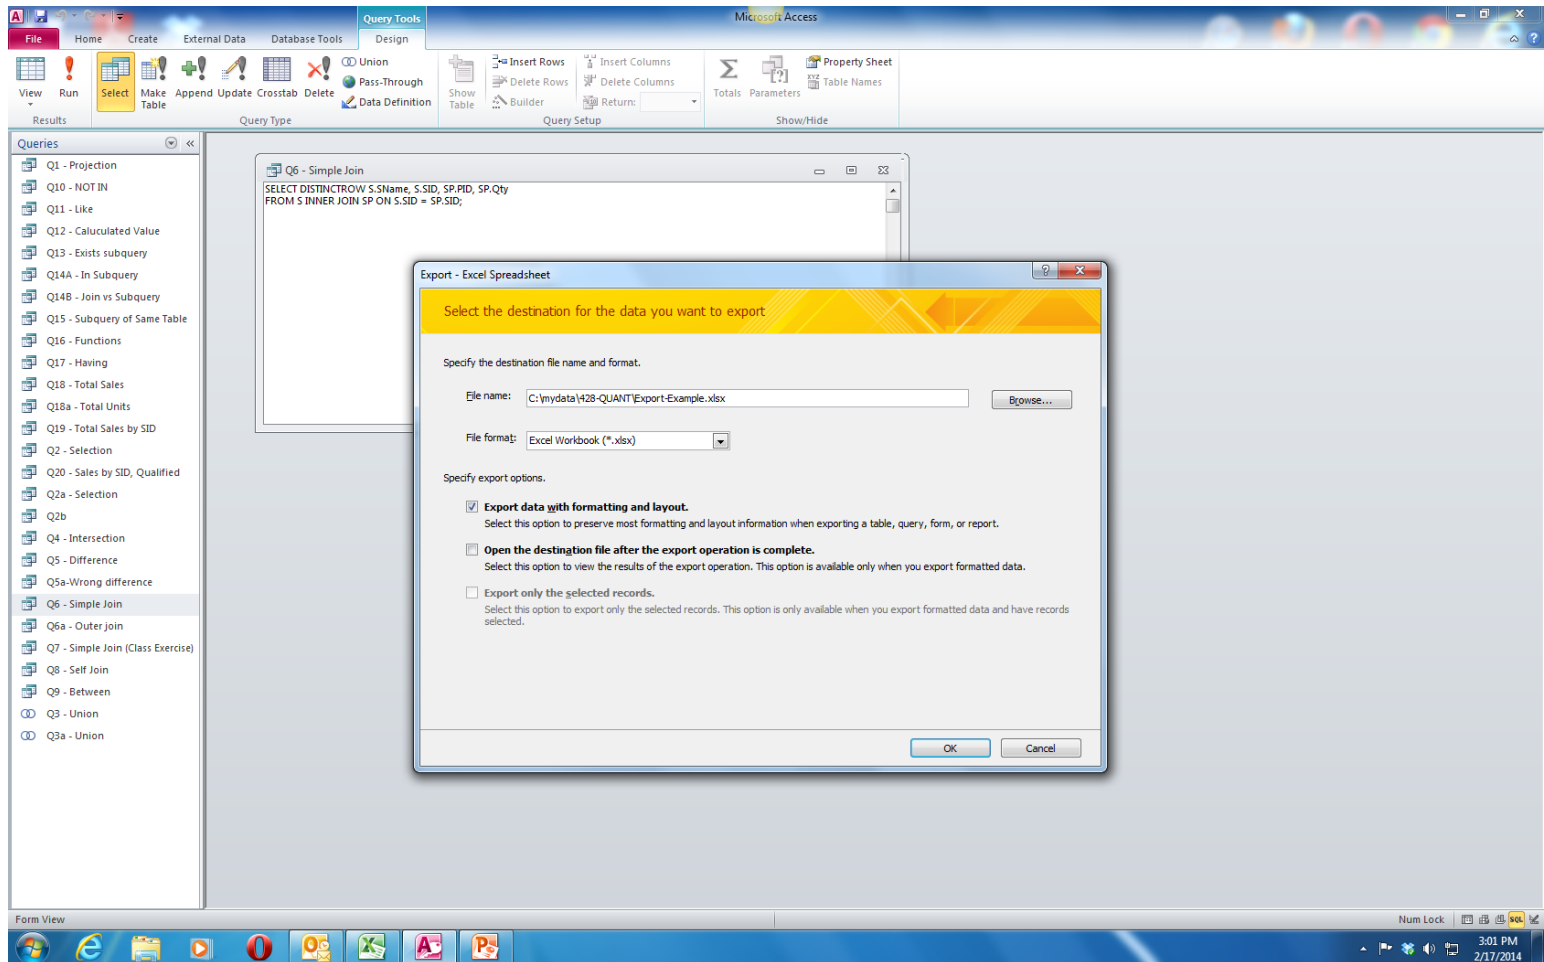 Query Tools
Microsoft Access
File
Home
Create
External Data
Database Tools
Design
View
Run
Select
Make Table
Append
Update
Crosstab
Delete
Union
Pass-Through
Data Definition
Show Table
Insert Rows
Delete Rows
Builder
Insert Columns
Delete Columns
Return:
Totals
Parameters
Property Sheet
Table Names
Results
Query Type
Query Setup
Show/Hide
Queries
Q1 - Projection
Q10 - NOT IN
Q11 - Like
Q12 - Caluculated Value
Q13 - Exists subquery
Q14A - In Subquery
Q14B - Join vs Subquery
Q15 - Subquery of Same Table
Q16 - Functions
Q17 - Having
Q18 - Total Sales
Q18a - Total Units
Q19 - Total Sales by SID
Q2 - Selection
Q20 - Sales by SID, Qualified
Q2a - Selection
Q2b
Q4 - Intersection
Q5 - Difference
Q5a-Wrong difference
Q6 - Simple Join
Q6a - Outer join
Q7 - Simple Join (Class Exercise)
Q8 - Self Join
Q9 - Between
Q3 - Union
Q3a - Union
Q6 - Simple Join
SELECT DISTINCTROW S.SName, S.SID, SP.PID, SP.Qty
FROM S INNER JOIN SP ON S.SID = SP.SID;
Export - Excel Spreadsheet
Select the destination for the data you want to export
Specify the destination file name and format.
File name:
C:\mydata\428-QUANT\Export-Example.xlsx
Browse...
File format:
Excel Workbook (*.xlsx)
Specify export options.
Export data with formatting and layout.
Select this option to preserve most formatting and layout information when exporting a table, query, form, or report.
Open the destination file after the export operation is complete.
Select this option to view the results of the export operation. This option is available only when you export formatted data.
Export only the selected records.
Select this option to export only the selected records. This option is only available when you export formatted data and have records
selected.
OK
Cancel
Form View
Num Lock
SQL
3:01 PM
2/17/2014